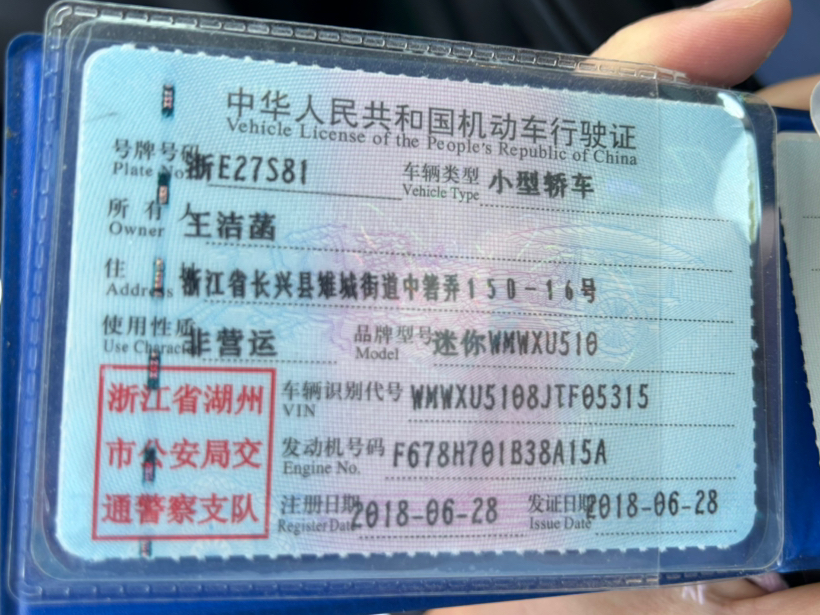 中华人民共和国机动车行驶证
Vehicle License of the People's Republic of China
号牌号码 浙E27S81 车辆类型 小型轿车
Plate No. Vehicle Type
所有人 王洁菡
Owner
住址 浙江省长兴县雉城街道中箬弄150-16号
Address
使用性质 非营运 品牌型号 迷你WMWXU510
Use Character Model
浙江省湖州
市公安局交
通警察支队
车辆识别代号 WMWXU5108JTF05315
VIN
发动机号码 F678H701B38A15A
Engine No.
注册日期 2018-06-28 发证日期 2018-06-28
Register Date Issue Date